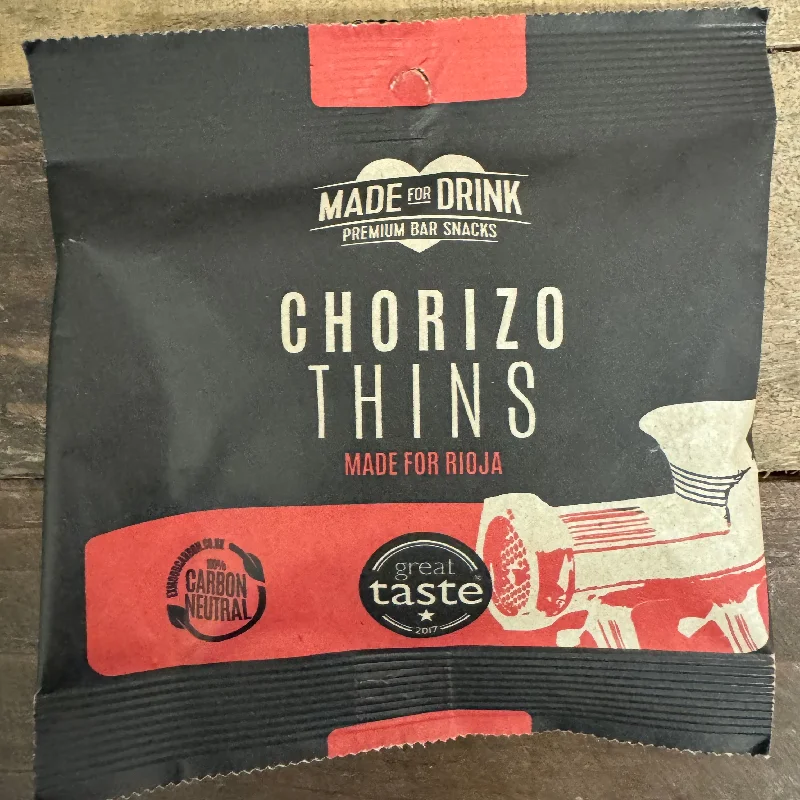 MADE FOR DRINK
PREMIUM BAR SNACKS
CHORIZO
THINS
MADE FOR RIOJA
100%
CARBON
NEUTRAL
great
taste
2017